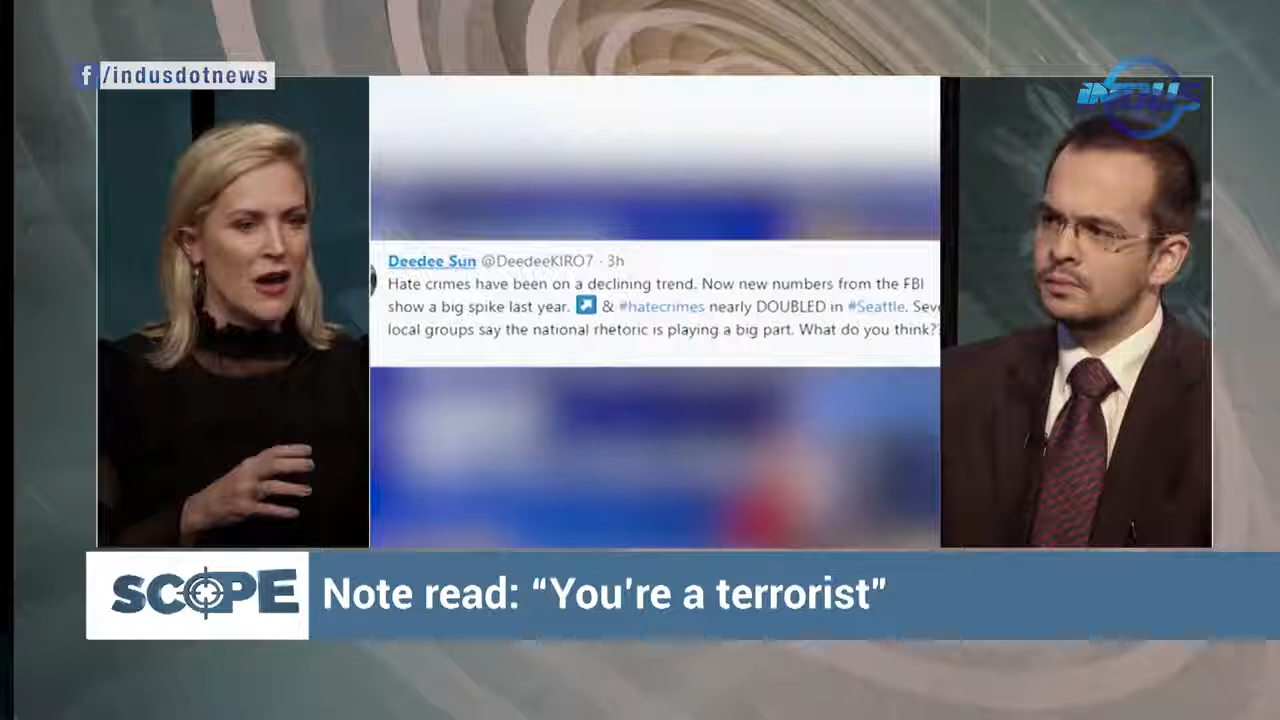 f/indusdotnews
INDUS
Deedee Sun @DeedeeKIRO7 · 3h
Hate crimes have been on a declining trend. Now new numbers from the FBI
show a big spike last year. ↗ & #hatecrimes nearly DOUBLED in #Seattle. Seve
local groups say the national rhetoric is playing a big part. What do you think?
SCOPE
Note read: “You're a terrorist”